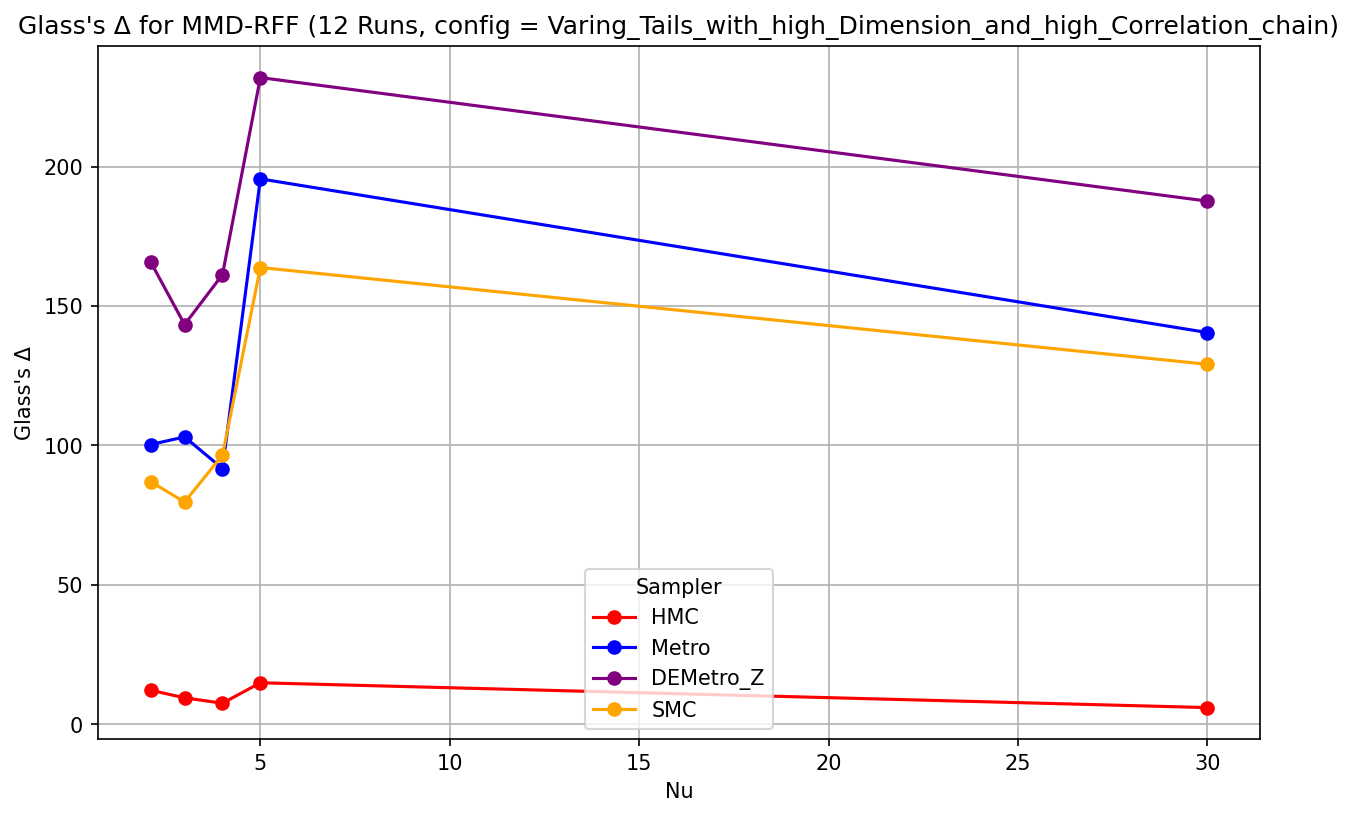 Glass's Δ for MMD-RFF (12 Runs, config = Varing_Tails_with_high_Dimension_and_high_Correlation_chain)
Glass's Δ
200
150
100
50
0
Sampler
HMC
Metro
DEMetro_Z
SMC
5 10 15 20 25 30
Nu